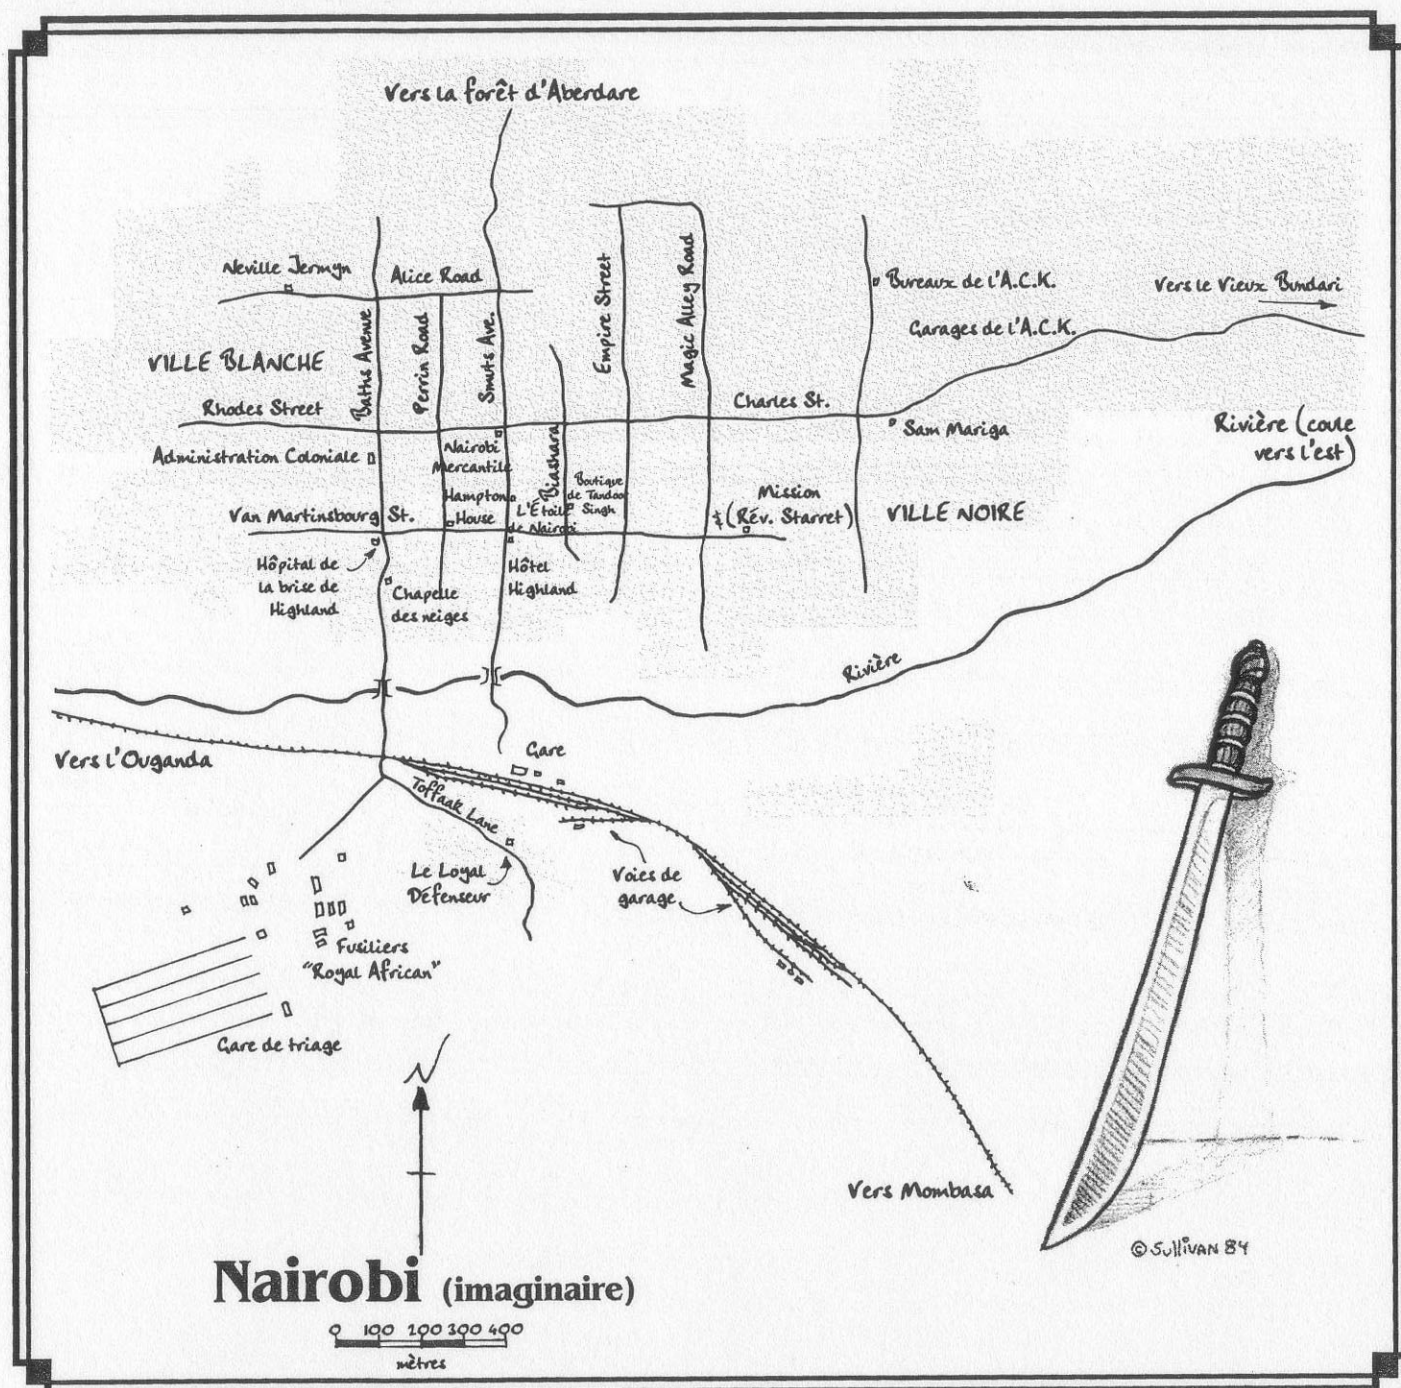 Vers la forêt d'Aberdare
Neville Jermyn
Alice Road
Baths Avenue
Perrin Road
Smuts Ave.
Empire Street
Magic Alley Road
Bureaux de l'A.C.K.
Vers le Vieux Bundari
Garages de l'A.C.K.
VILLE BLANCHE
Rhodes Street
Charles St.
Sam Mariga
Rivière (coule
vers l'est)
Administration Coloniale
Nairobi
Mercantile
Biashara
Boutique
de Tandoor
Singh
Hampton
House
L'Étoile
de Nairobi
Mission
(Rév. Starret)
VILLE NOIRE
Van Martinsbourg St.
Hôpital de
la brise de
Highland
Chapelle
des neiges
Hôtel
Highland
Rivière
Vers l'Ouganda
Gare
Toffaak Lane
Le Loyal
Défenseur
Voies de
garage
Fusiliers
"Royal African"
Gare de triage
N
Vers Mombasa
© Sullivan 84
Nairobi (imaginaire)
0 100 200 300 400
mètres